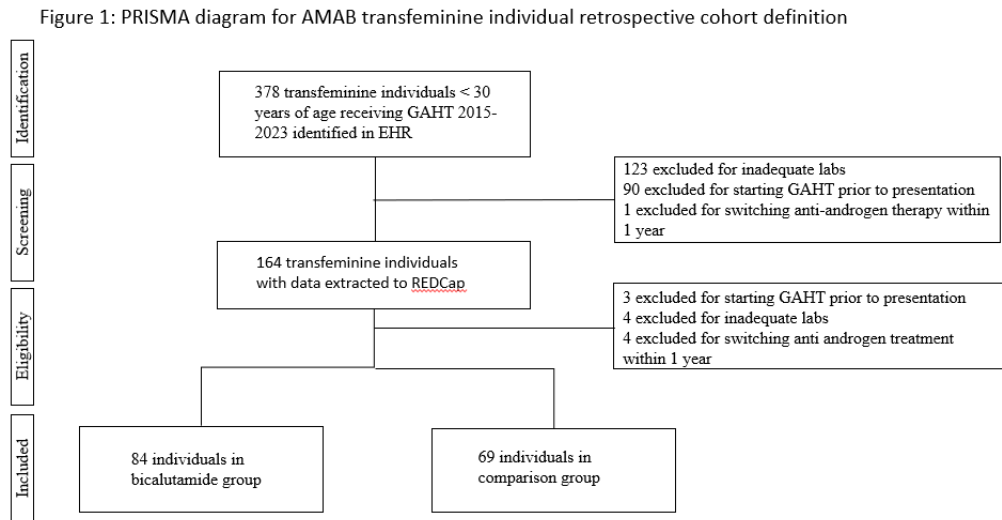 Figure 1: PRISMA diagram for AMAB transfeminine individual retrospective cohort definition
Identification
378 transfeminine individuals < 30
years of age receiving GAHT 2015-
2023 identified in EHR
Screening
123 excluded for inadequate labs
90 excluded for starting GAHT prior to presentation
1 excluded for switching anti-androgen therapy within
1 year
164 transfeminine individuals
with data extracted to REDCap
Eligibility
3 excluded for starting GAHT prior to presentation
4 excluded for inadequate labs
4 excluded for switching anti androgen treatment
within 1 year
Included
84 individuals in
bicalutamide group
69 individuals in
comparison group